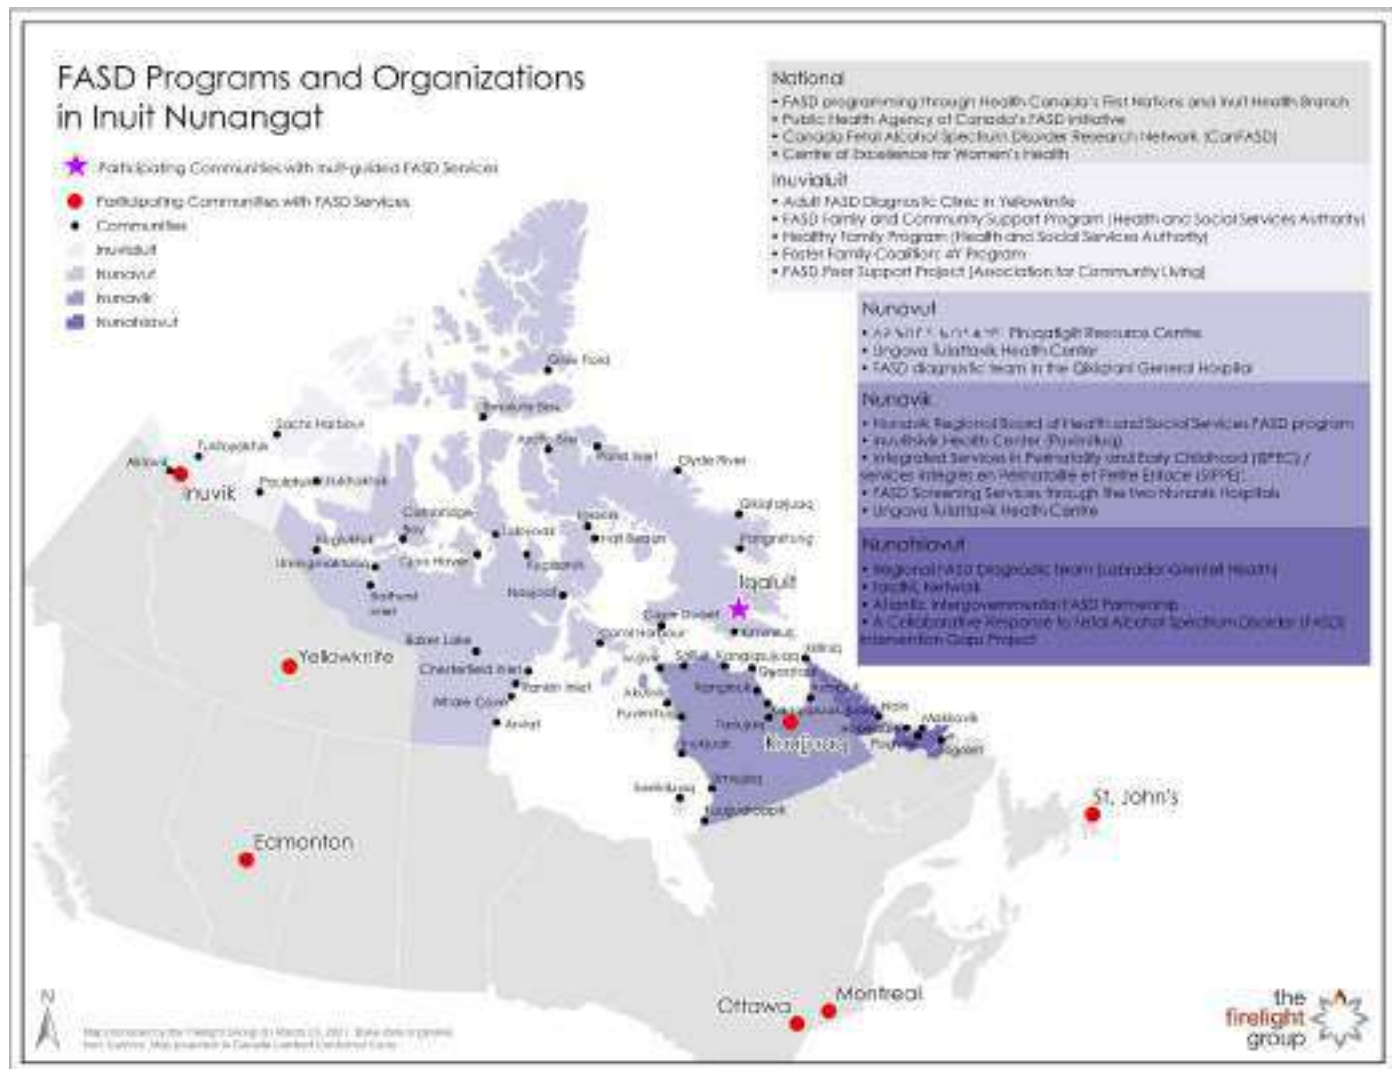 FASD Programs and Organizations
in Inuit Nunangat
Participating Communities with Inuit-guided FASD Services
Participating Communities with FASD Services
Communities
Inuvialuit
Nunavut
Nunavik
Nunatsiavut
National
• FASD programming through Health Canada's First Nations and Inuit Health Branch
• Public Health Agency of Canada's FASD Initiative
• Canada Fetal Alcohol Spectrum Disorder Research Network (CanFASD)
• Centre of Excellence for Women's Health
Inuvialuit
• Adult FASD Diagnostic Clinic in Yellowknife
• FASD Family and Community Support Program (Health and Social Services Authority)
• Healthy Family Program (Health and Social Services Authority)
• Foster Family Coalition: 4Y Program
• FASD Peer Support Project (Association for Community Living)
Nunavut
• Piruqatigiit Resource Centre
• Ungava Tulattavik Health Center
• FASD diagnostic team in the Qikiqtani General Hospital
Nunavik
• Nunavik Regional Board of Health and Social Services FASD program
• Inuulitsivik Health Center (Puvirnituq)
• Integrated Services in Perinatality and Early Childhood (ISPEC) /
services intégrés en Périnatalité et Petite Enfance (SIPPE)
• FASD Screening Services through the two Nunavik Hospitals
• Ungava Tulattavik Health Centre
Nunatsiavut
• Regional FASD Diagnostic Team (Labrador Grenfell Health)
• Network
• Atlantic Intergovernmental FASD Partnership
• A Collaborative Response to Fetal Alcohol Spectrum Disorder (FASD)
Intervention Gaps Project
Grise Fiord
Resolute Bay
Arctic Bay
Pond Inlet
Clyde River
Sachs Harbour
Tuktoyaktuk
Aklavik
Inuvik
Paulatuk
Ulukhaktok
Qikiqtarjuaq
Pangnirtung
Cambridge
Bay
Kugluktuk
Umingmaktok
Bathurst
Inlet
Gjoa Haven
Taloyoak
Kugaaruk
Igloolik
Hall Beach
Naujaat
Iqaluit
Kimmirut
Cape Dorset
Coral Harbour
Baker Lake
Chesterfield Inlet
Rankin Inlet
Whale Cove
Arviat
Yellowknife
Ivujivik
Salluit
Kangiqsujuaq
Quaqtaq
Killiniq
Kangirsuk
Akulivik
Puvirnituq
Tasiujaq
Kuujjuaq
Inukjuak
Umiujaq
Sanikiluaq
Kuujjuaraapik
Nain
Hopedale
Makkovik
Postville
Rigolet
Edmonton
St. John's
Ottawa
Montreal
N
the
firelight
group